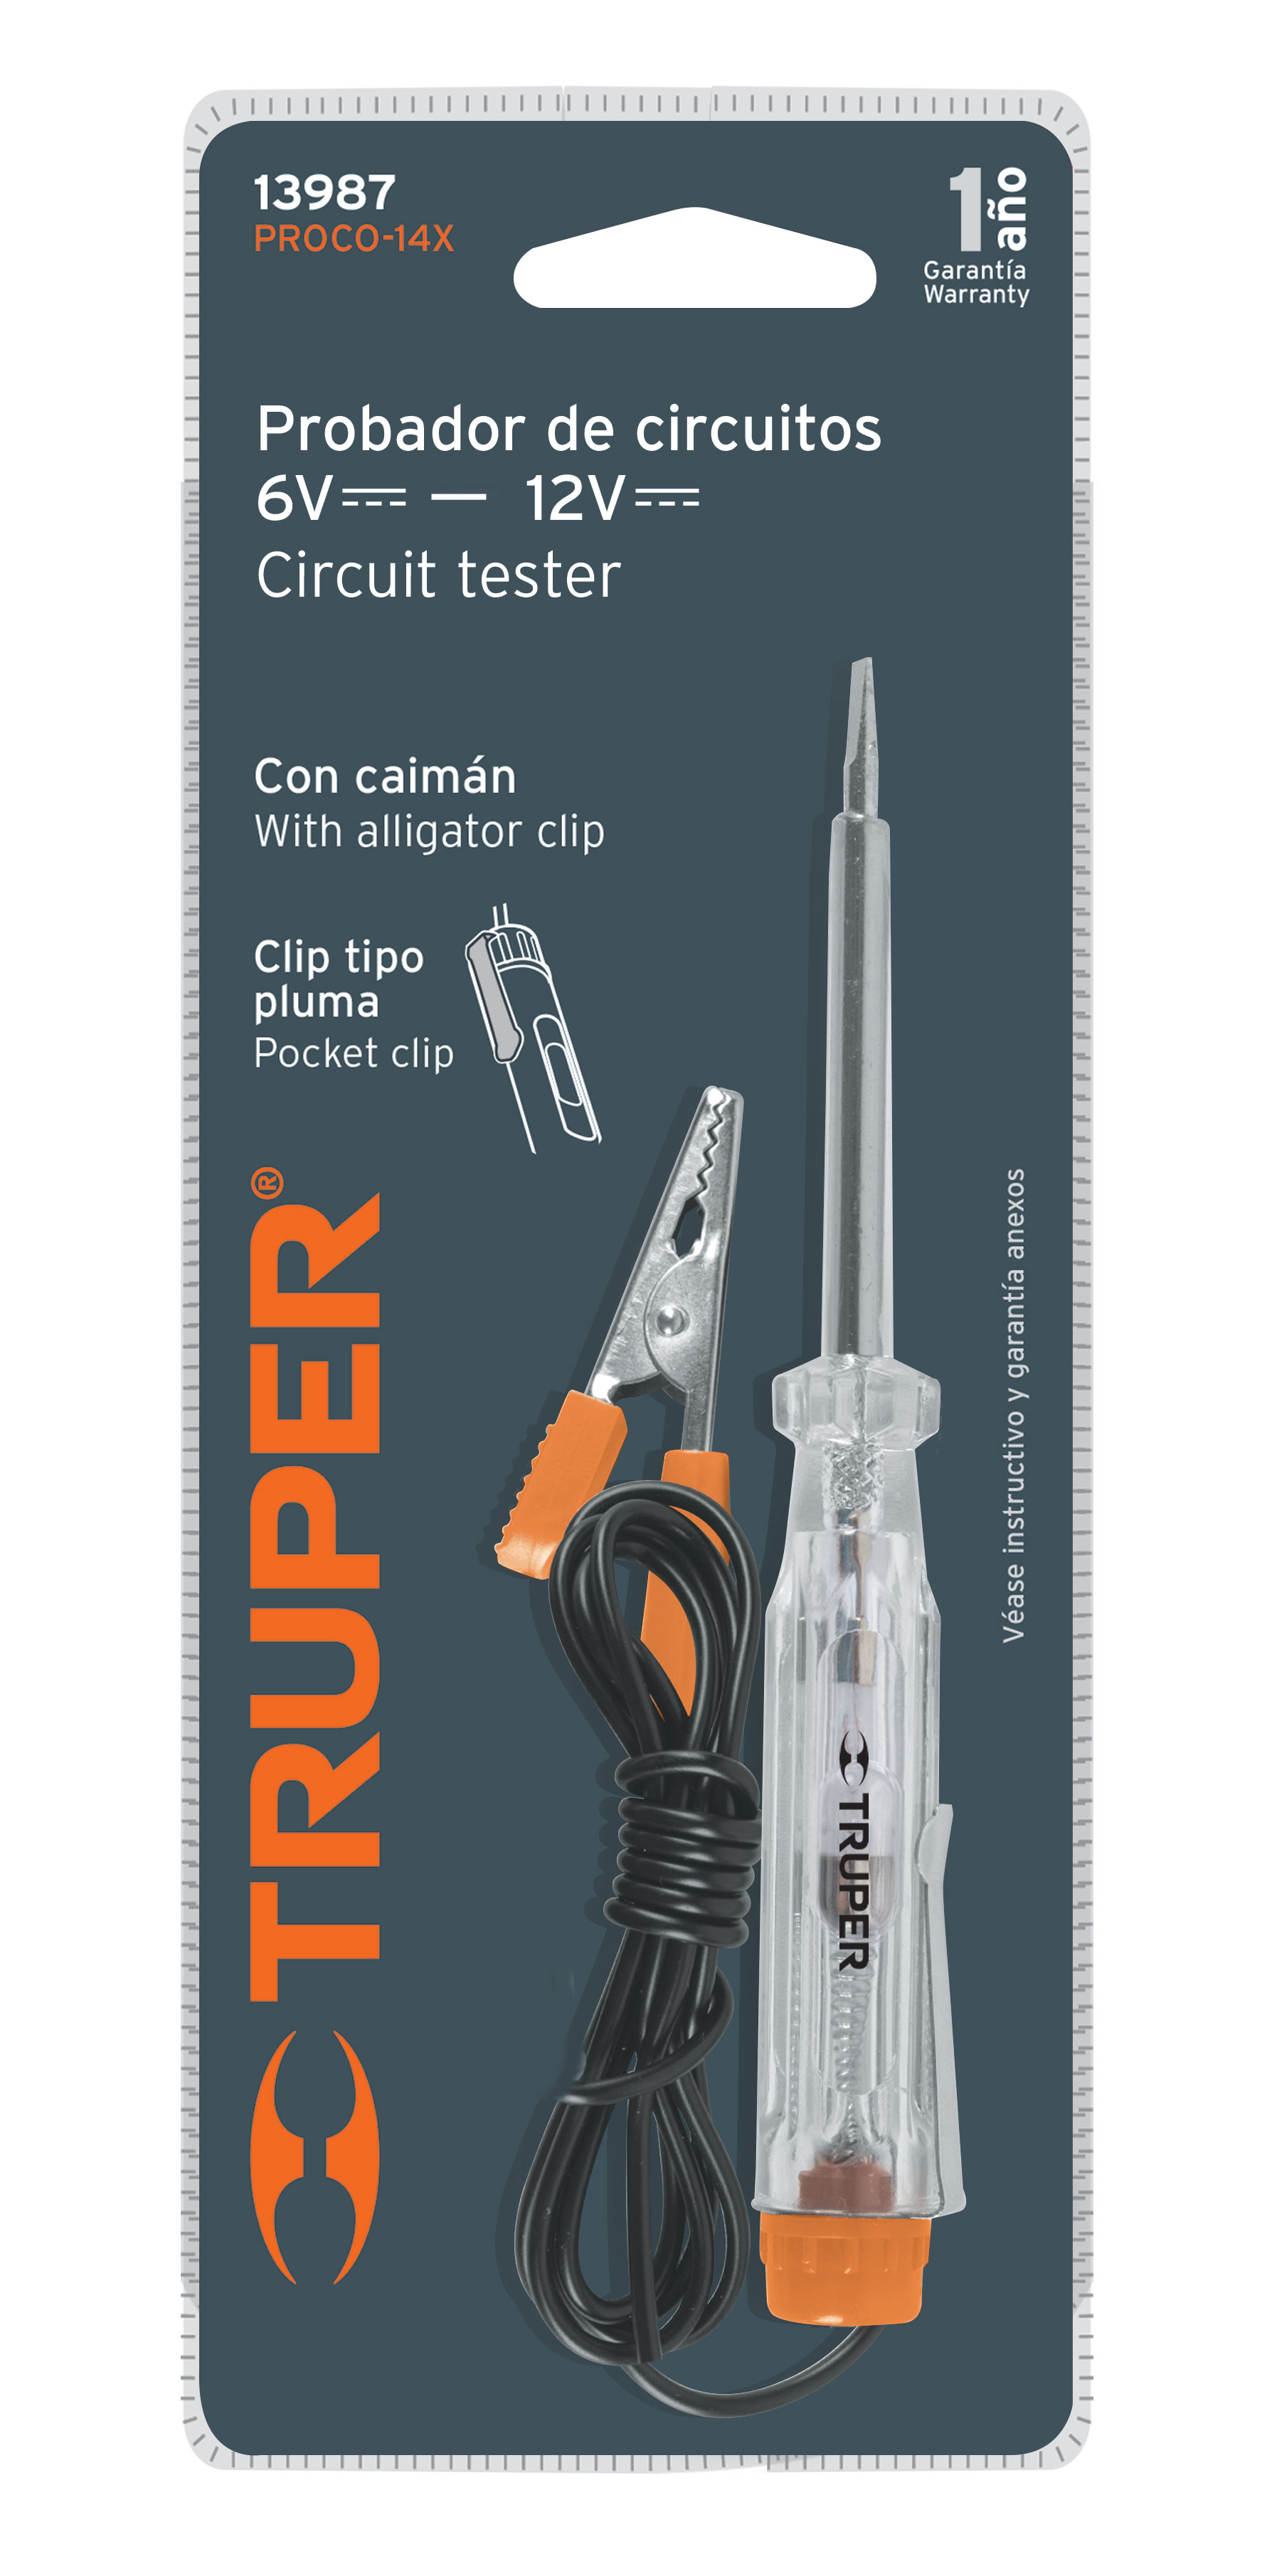 13987
PROCO-14X
1 año
Garantía
Warranty
Probador de circuitos
6V⎓ — 12V⎓
Circuit tester
Con caimán
With alligator clip
Clip tipo
pluma
Pocket clip
TRUPER®
Véase instructivo y garantía anexos
TRUPER